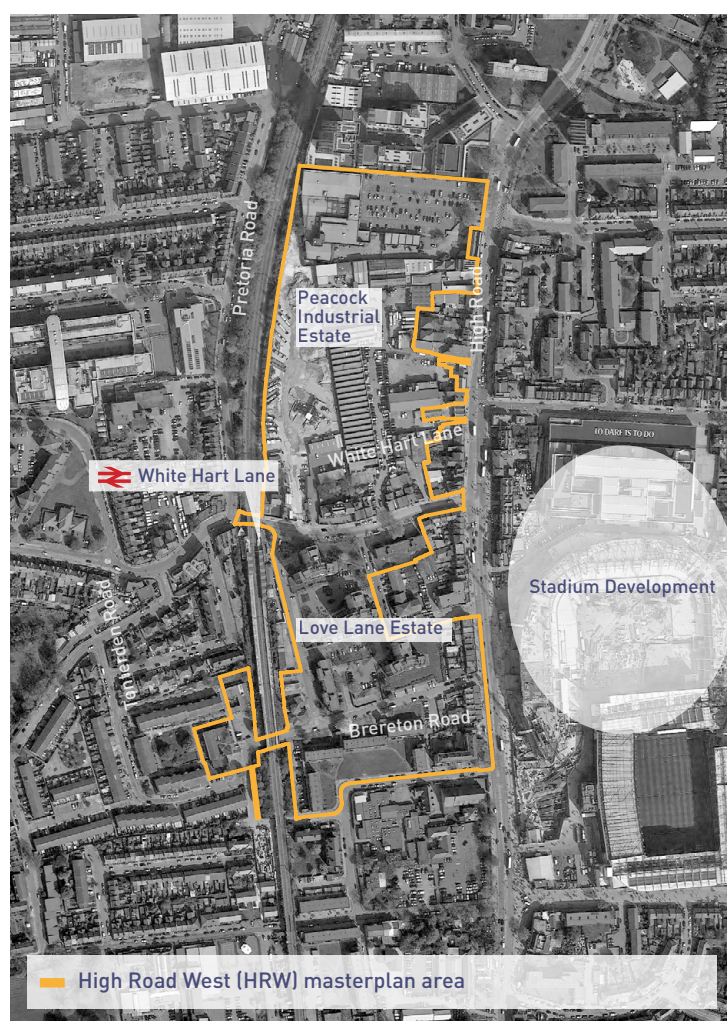 Pretoria Road
Peacock
Industrial
Estate
High Road
TO DARE IS TO DO
White Hart Lane
White Hart Lane
Stadium Development
Tenterden Road
Love Lane Estate
Brereton Road
High Road West (HRW) masterplan area